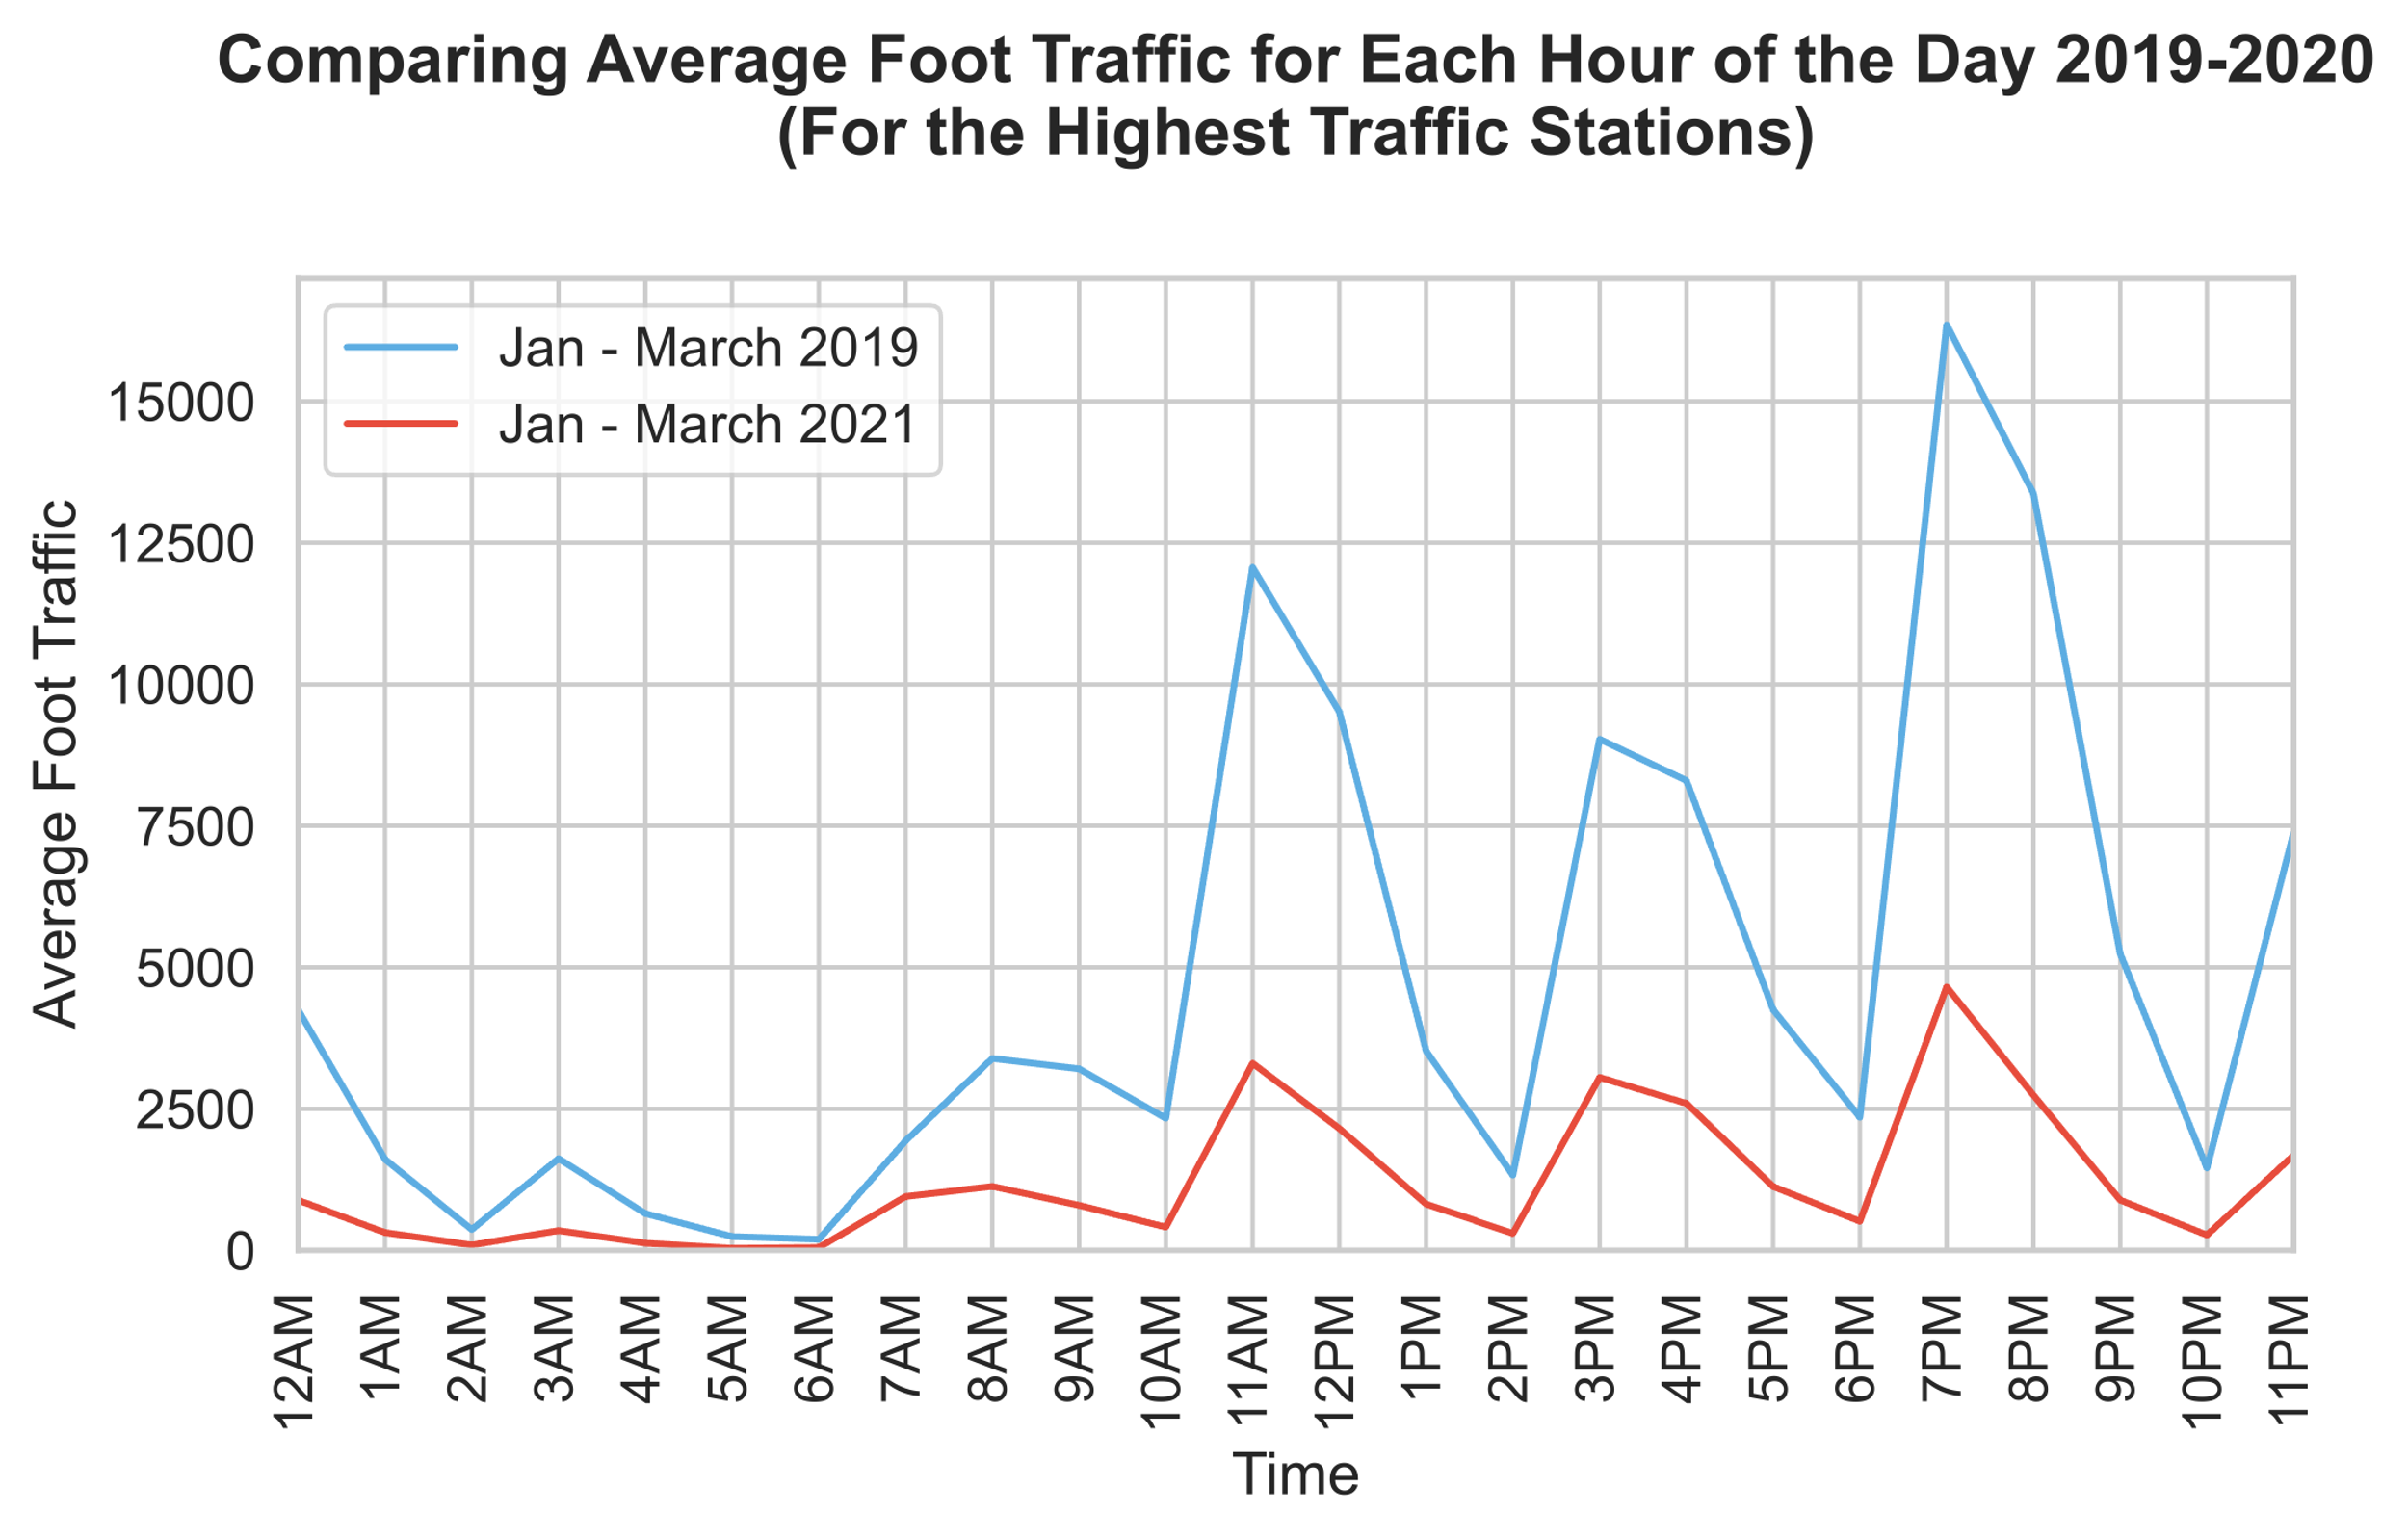 Comparing Average Foot Traffic for Each Hour of the Day 2019-2020
(For the Highest Traffic Stations)
Jan - March 2019
Jan - March 2021
Average Foot Traffic
15000
12500
10000
7500
5000
2500
0
12AM
1AM
2AM
3AM
4AM
5AM
6AM
7AM
8AM
9AM
10AM
11AM
12PM
1PM
2PM
3PM
4PM
5PM
6PM
7PM
8PM
9PM
10PM
11PM
Time